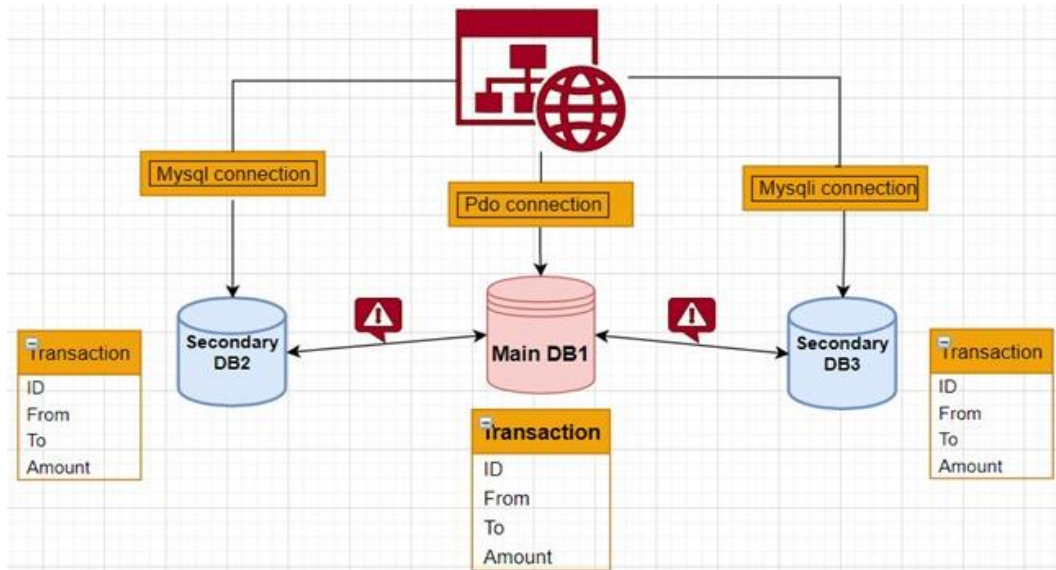 Mysql connection
Pdo connection
Mysqli connection
Secondary
DB2
Main DB1
Secondary
DB3
Transaction
ID
From
To
Amount
Transaction
ID
From
To
Amount
Transaction
ID
From
To
Amount